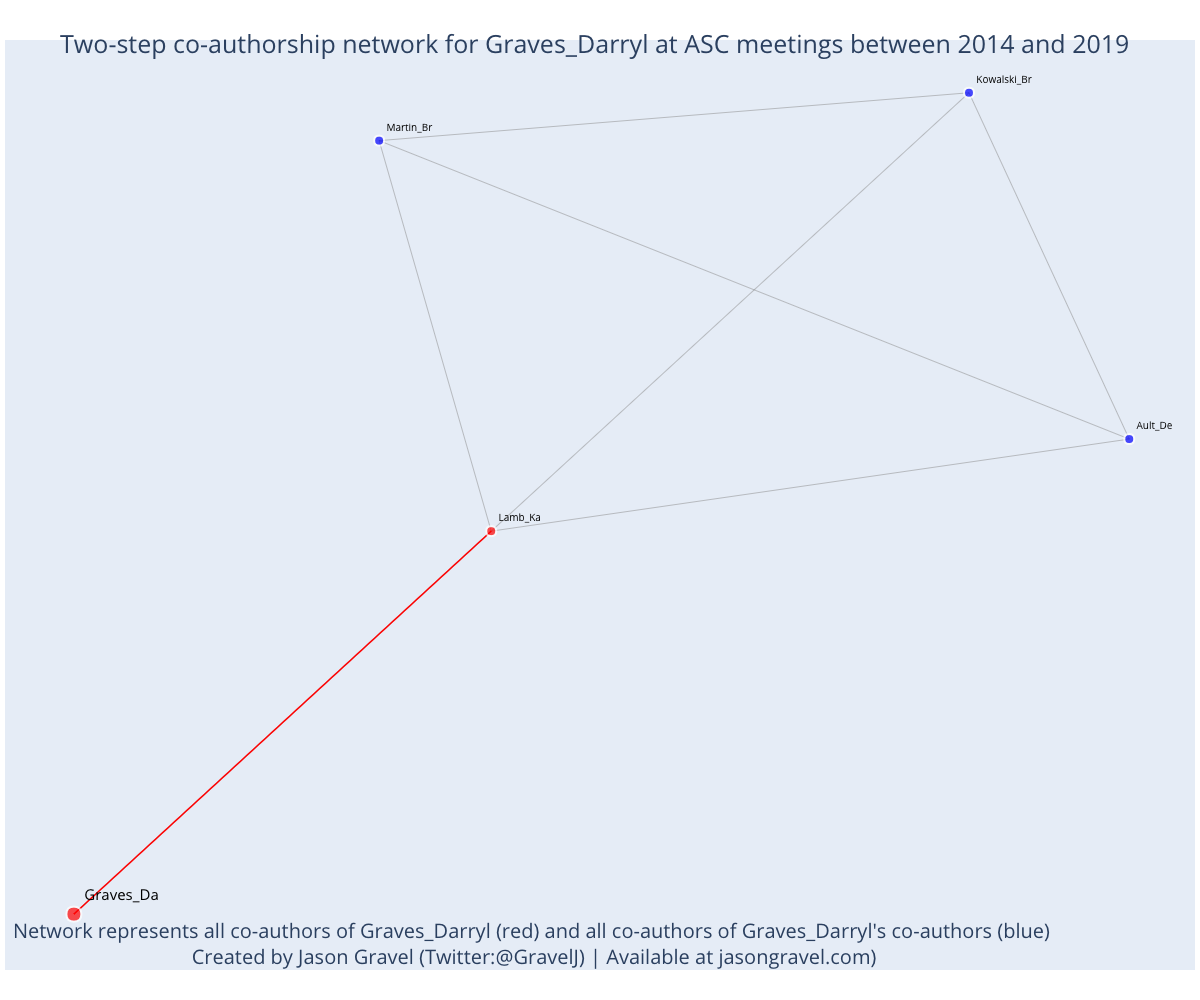 Two-step co-authorship network for Graves_Darryl at ASC meetings between 2014 and 2019
Kowalski_Br
Martin_Br
Ault_De
Lamb_Ka
Graves_Da
Network represents all co-authors of Graves_Darryl (red) and all co-authors of Graves_Darryl's co-authors (blue)
Created by Jason Gravel (Twitter:@GravelJ) | Available at jasongravel.com)